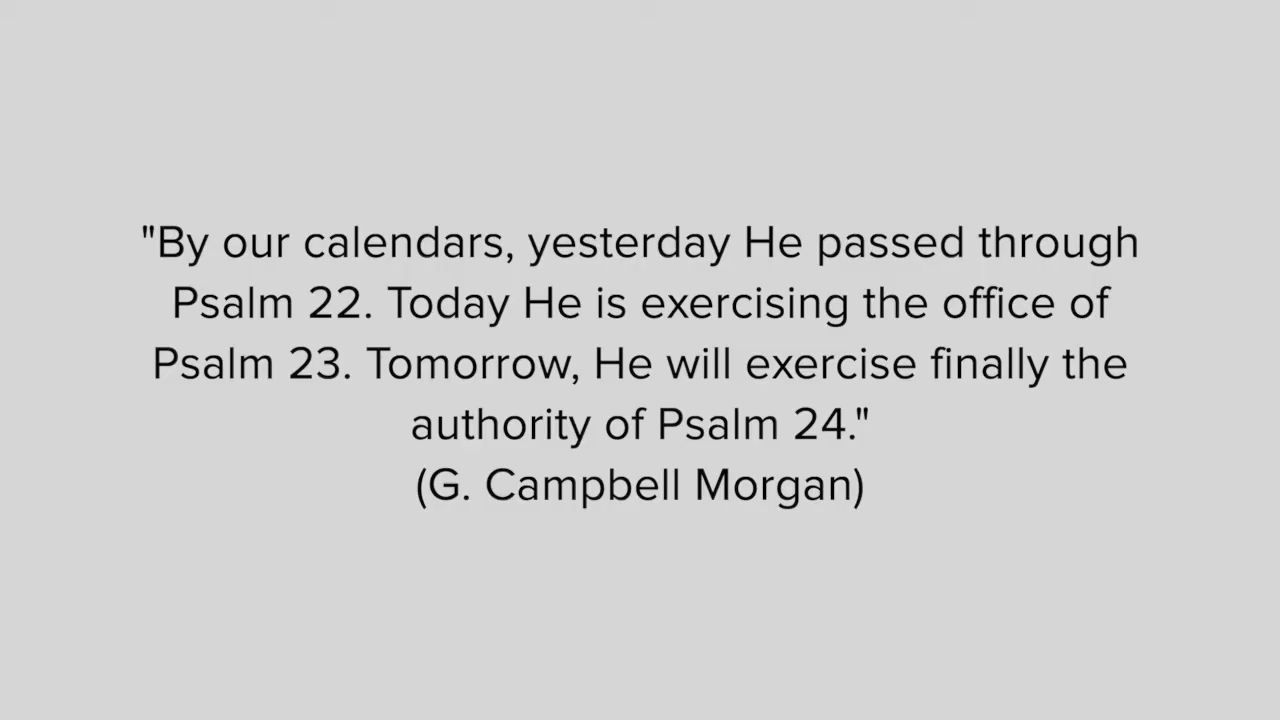 "By our calendars, yesterday He passed through
Psalm 22. Today He is exercising the office of
Psalm 23. Tomorrow, He will exercise finally the
authority of Psalm 24."
(G. Campbell Morgan)